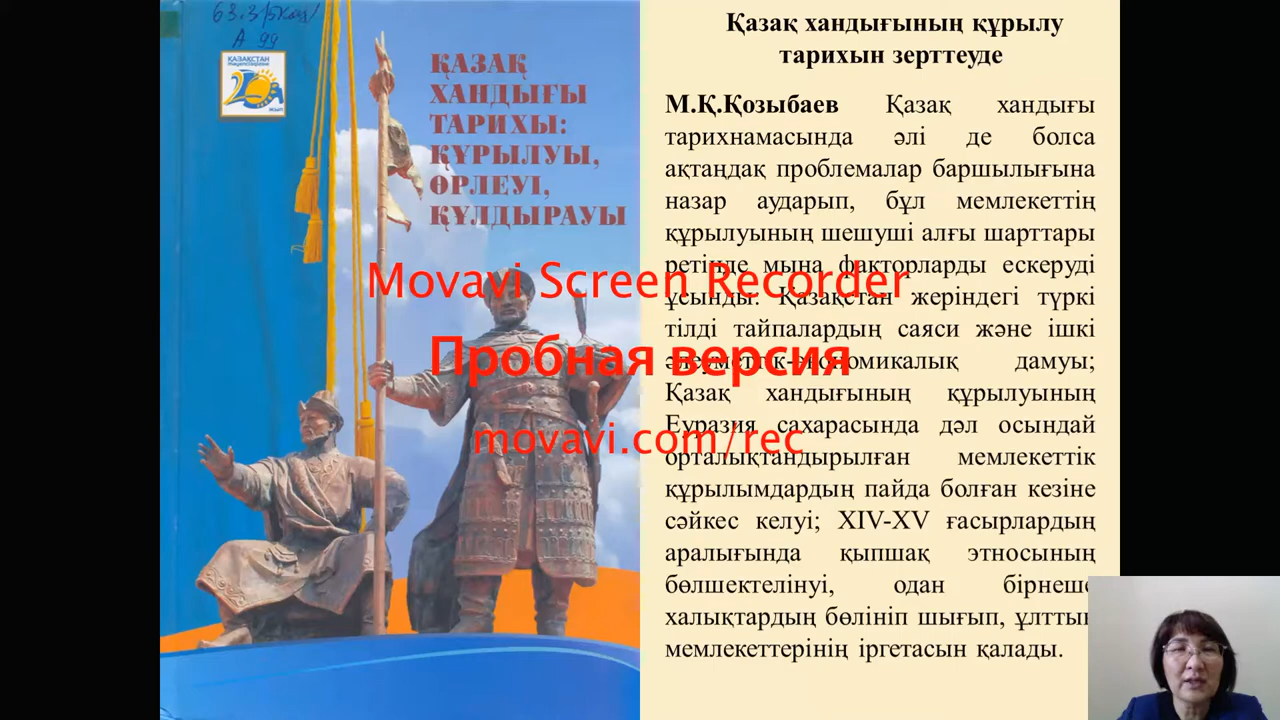 А 99
ҚАЗАҚСТАН
20
ҚАЗАҚ
ХАНДЫҒЫ
ТАРИХЫ:
ҚҰРЫЛУЫ,
ӨРЛЕУІ,
ҚҰЛДЫРАУЫ
Қазақ хандығының құрылу
тарихын зерттеуде
М.Қ.Қозыбаев Қазақ хандығы
тарихнамасында әлі де болса
ақтаңдақ проблемалар баршылығына
назар аударып, бұл мемлекеттің
құрылуының шешуші алғы шарттары
ретінде мына факторларды ескеруді
ұсынды: Қазақстан жеріндегі түркі
тілді тайпалардың саяси және ішкі
әлеуметтік-экономикалық дамуы;
Қазақ хандығының құрылуының
Еуразия сахарасында дәл осындай
орталықтандырылған мемлекеттік
құрылымдардың пайда болған кезіне
сәйкес келуі; XIV-XV ғасырлардың
аралығында қыпшақ этносының
бөлшектелінуі, одан бірнеше
халықтардың бөлініп шығып, ұлттық
мемлекеттерінің іргетасын қалады.
Movavi Screen Recorder
Пробная версия
movavi.com/rec